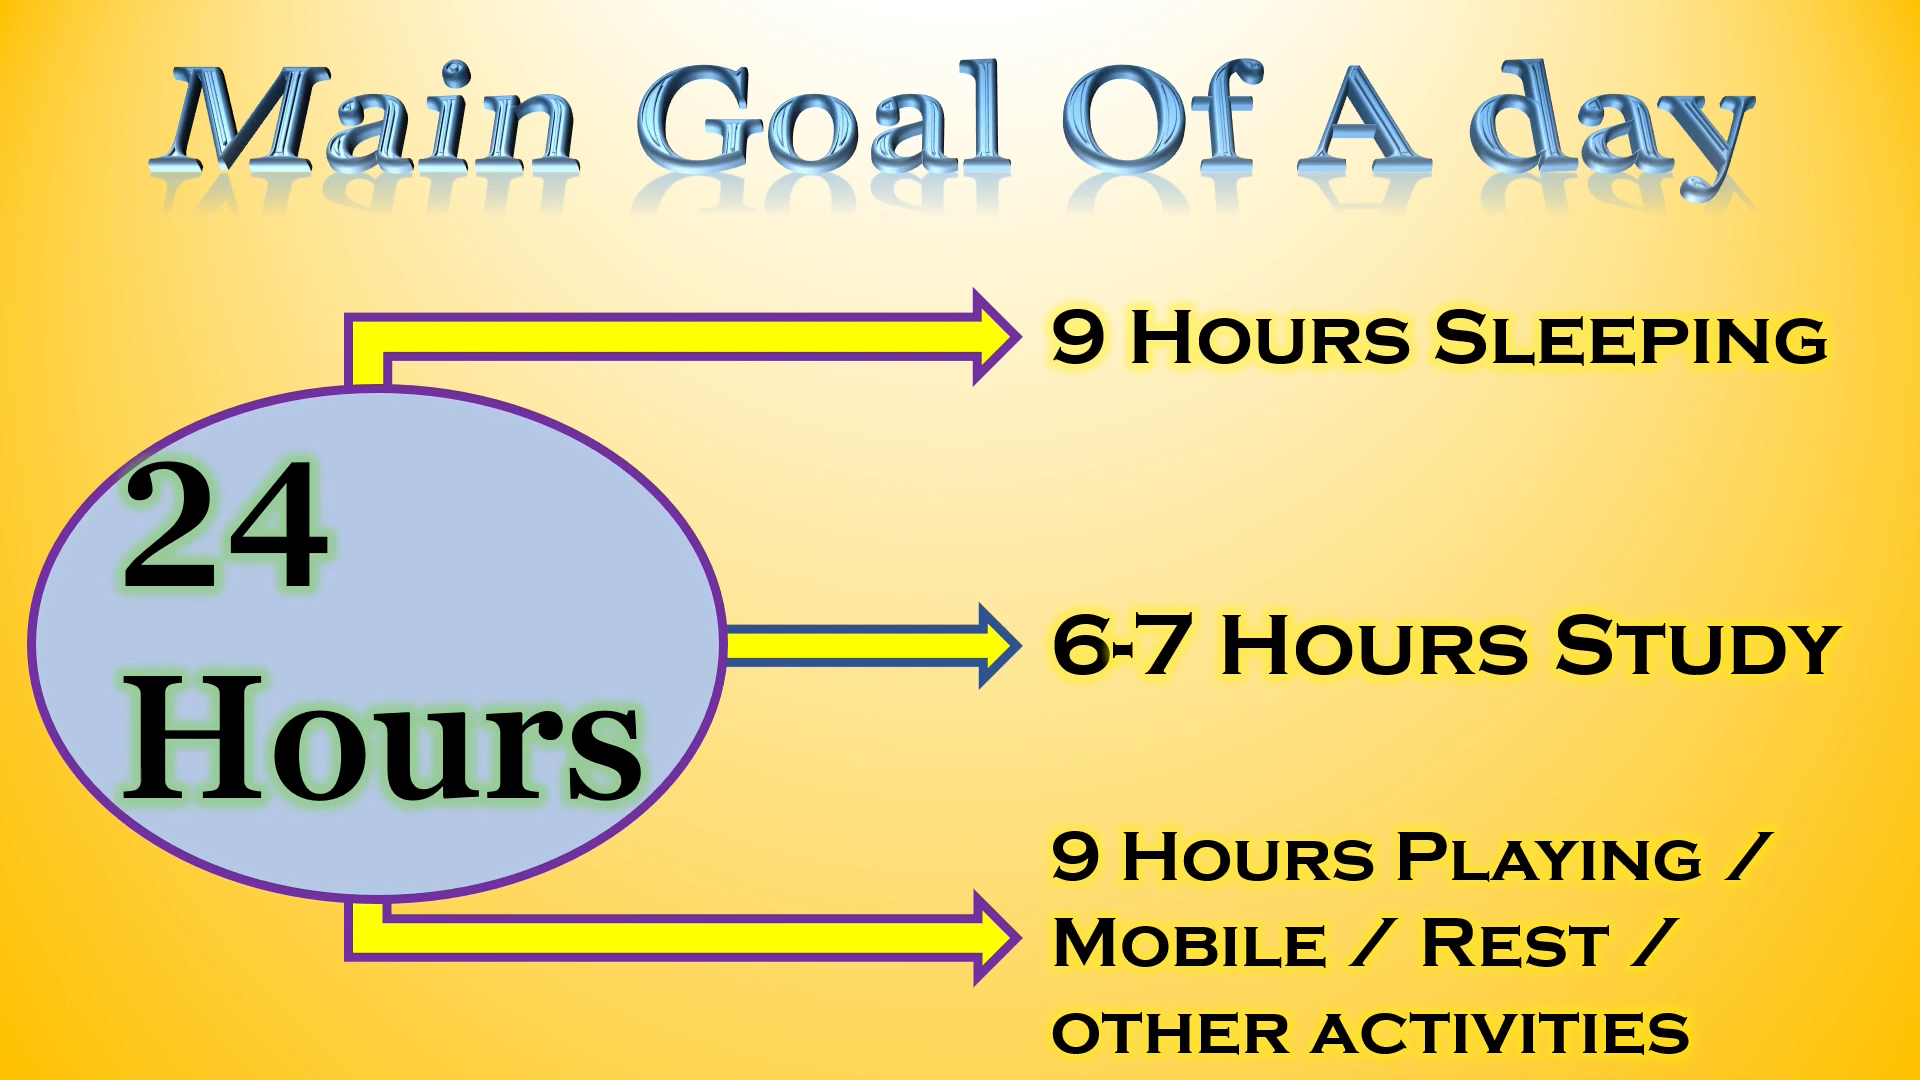 Main Goal Of A day
9 Hours Sleeping
24
Hours
6-7 Hours Study
9 Hours Playing /
Mobile / Rest /
other activities